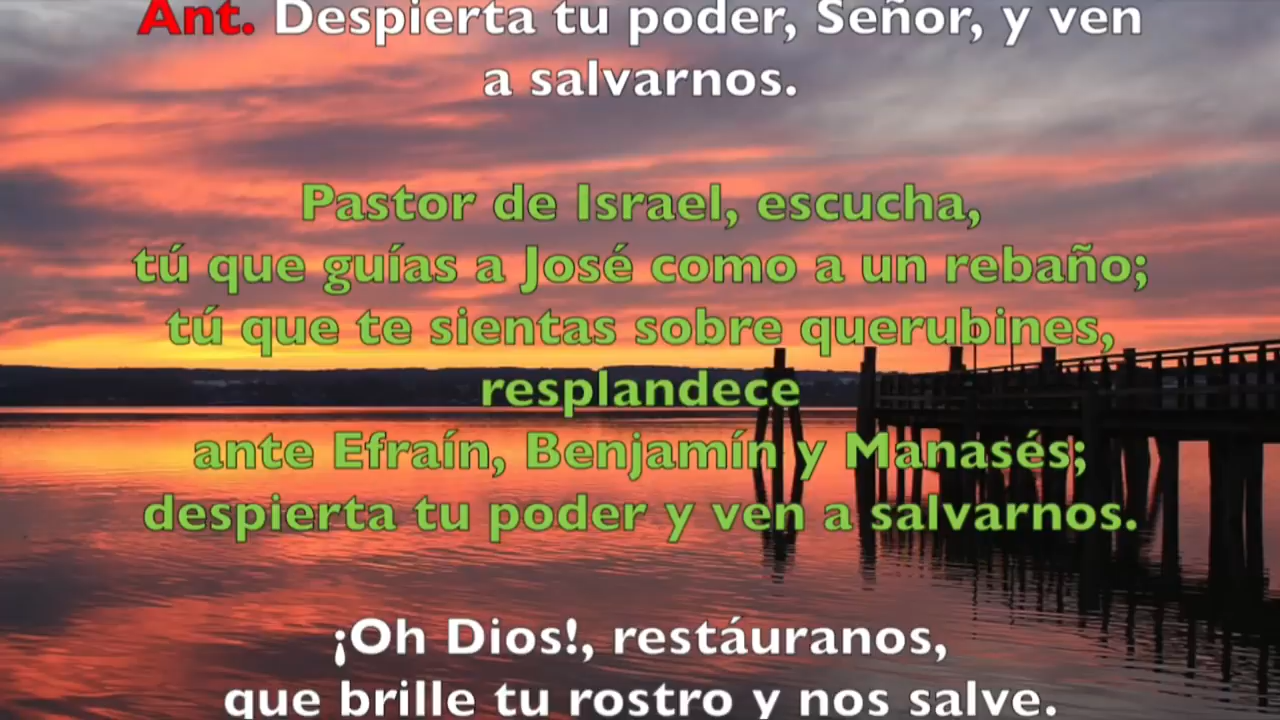 Ant. Despierta tu poder, Señor, y ven
a salvarnos.
Pastor de Israel, escucha,
tú que guías a José como a un rebaño;
tú que te sientas sobre querubines,
resplandece
ante Efraín, Benjamín y Manasés;
despierta tu poder y ven a salvarnos.
¡Oh Dios!, restáuranos,
que brille tu rostro y nos salve.